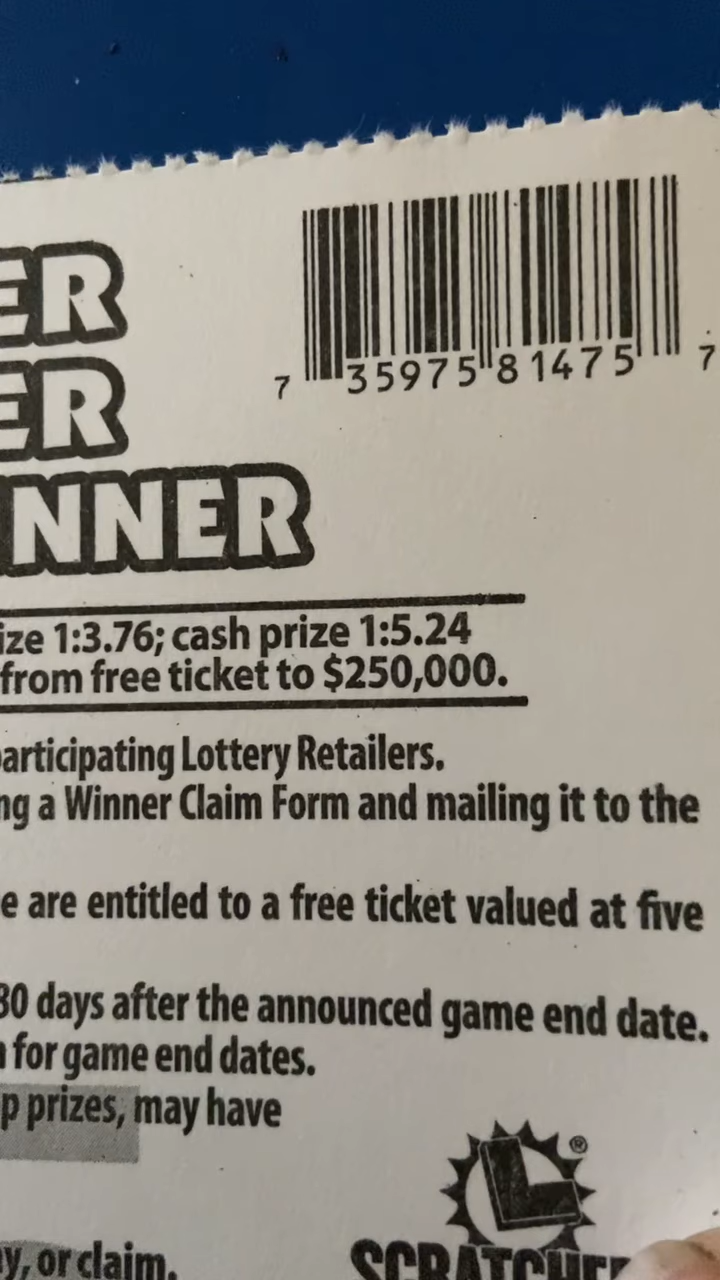 7 35975 81475 7
ER
ER
NNER
ize 1:3.76; cash prize 1:5.24
from free ticket to $250,000.
articipating Lottery Retailers.
ng a Winner Claim Form and mailing it to the
e are entitled to a free ticket valued at five
80 days after the announced game end date.
for game end dates.
p prizes, may have
L ®
y, or claim.